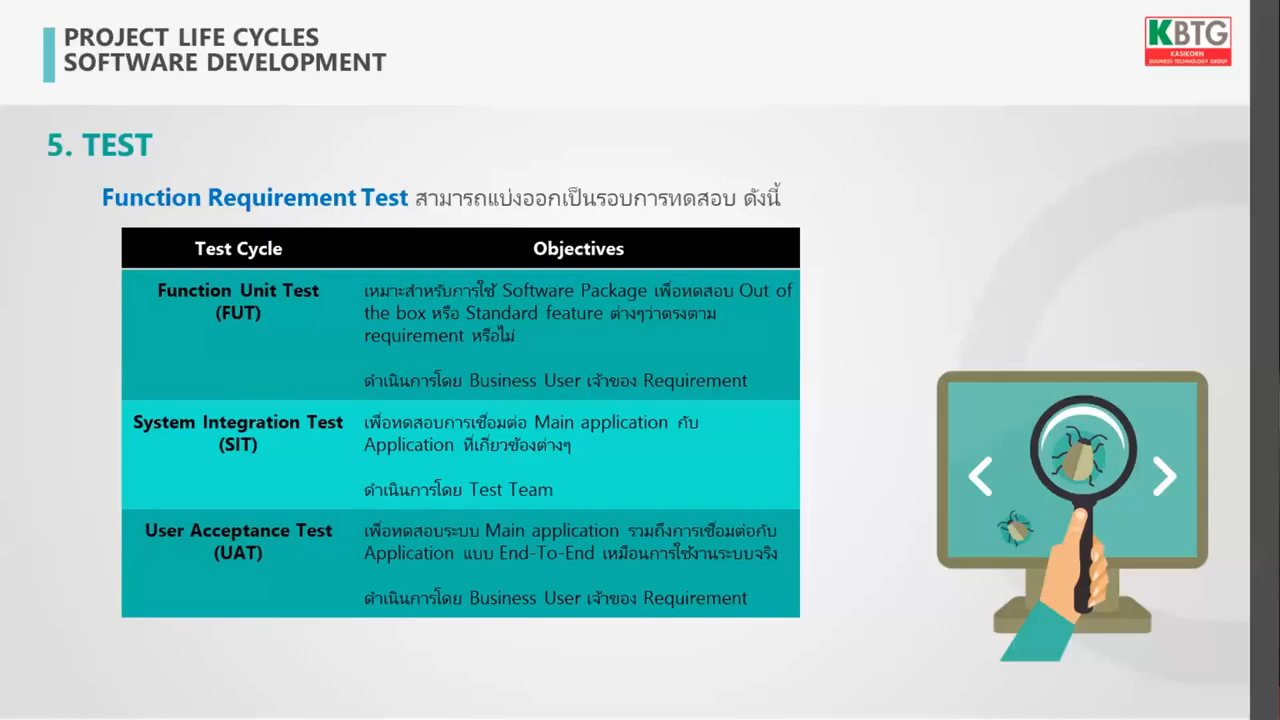 PROJECT LIFE CYCLES
SOFTWARE DEVELOPMENT
KBTG
KASIKORN
BUSINESS TECHNOLOGY GROUP
5. TEST
Function Requirement Test สามารถแบ่งออกเป็นรอบการทดสอบ ดังนี้
Test Cycle
Objectives
Function Unit Test
(FUT)
เหมาะสำหรับการใช้ Software Package เพื่อทดสอบ Out of
the box หรือ Standard feature ต่างๆว่าตรงตาม
requirement หรือไม่
ดำเนินการโดย Business User เจ้าของ Requirement
System Integration Test
(SIT)
เพื่อทดสอบการเชื่อมต่อ Main application กับ
Application ที่เกี่ยวข้องต่างๆ
ดำเนินการโดย Test Team
User Acceptance Test
(UAT)
เพื่อทดสอบระบบ Main application รวมถึงการเชื่อมต่อกับ
Application แบบ End-To-End เหมือนการใช้งานระบบจริง
ดำเนินการโดย Business User เจ้าของ Requirement